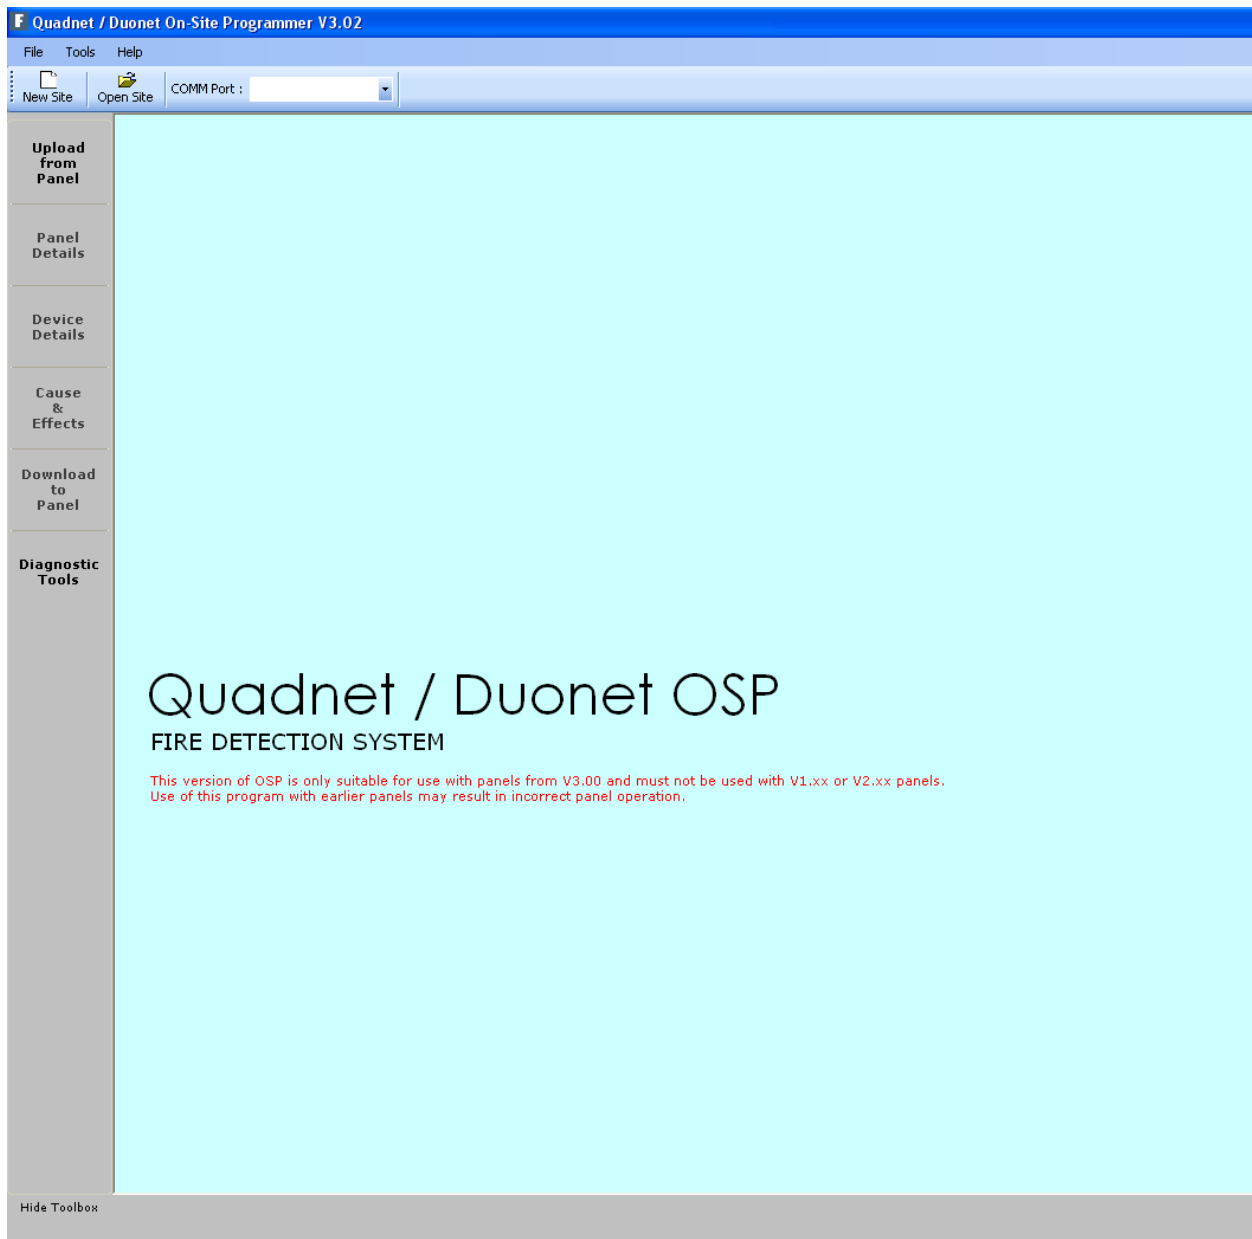 F Quadnet / Duonet On-Site Programmer V3.02
File Tools Help
New Site Open Site COMM Port :
Upload
from
Panel
Panel
Details
Device
Details
Cause
&
Effects
Download
to
Panel
Diagnostic
Tools
Quadnet / Duonet OSP
FIRE DETECTION SYSTEM
This version of OSP is only suitable for use with panels from V3.00 and must not be used with V1.xx or V2.xx panels.
Use of this program with earlier panels may result in incorrect panel operation.
Hide Toolbox